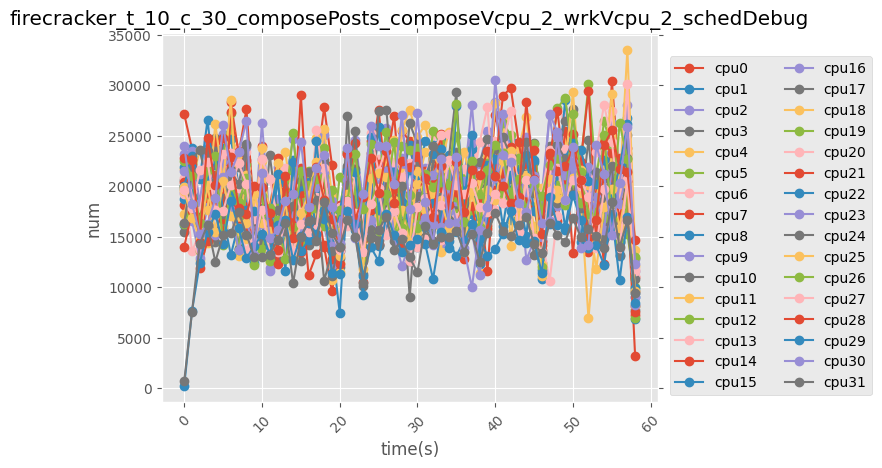 firecracker_t_10_c_30_composePosts_composeVcpu_2_wrkVcpu_2_schedDebug
35000
30000
25000
20000
15000
10000
5000
0
num
0 10 20 30 40 50 60
time(s)
cpu0 cpu16
cpu1 cpu17
cpu2 cpu18
cpu3 cpu19
cpu4 cpu20
cpu5 cpu21
cpu6 cpu22
cpu7 cpu23
cpu8 cpu24
cpu9 cpu25
cpu10 cpu26
cpu11 cpu27
cpu12 cpu28
cpu13 cpu29
cpu14 cpu30
cpu15 cpu31